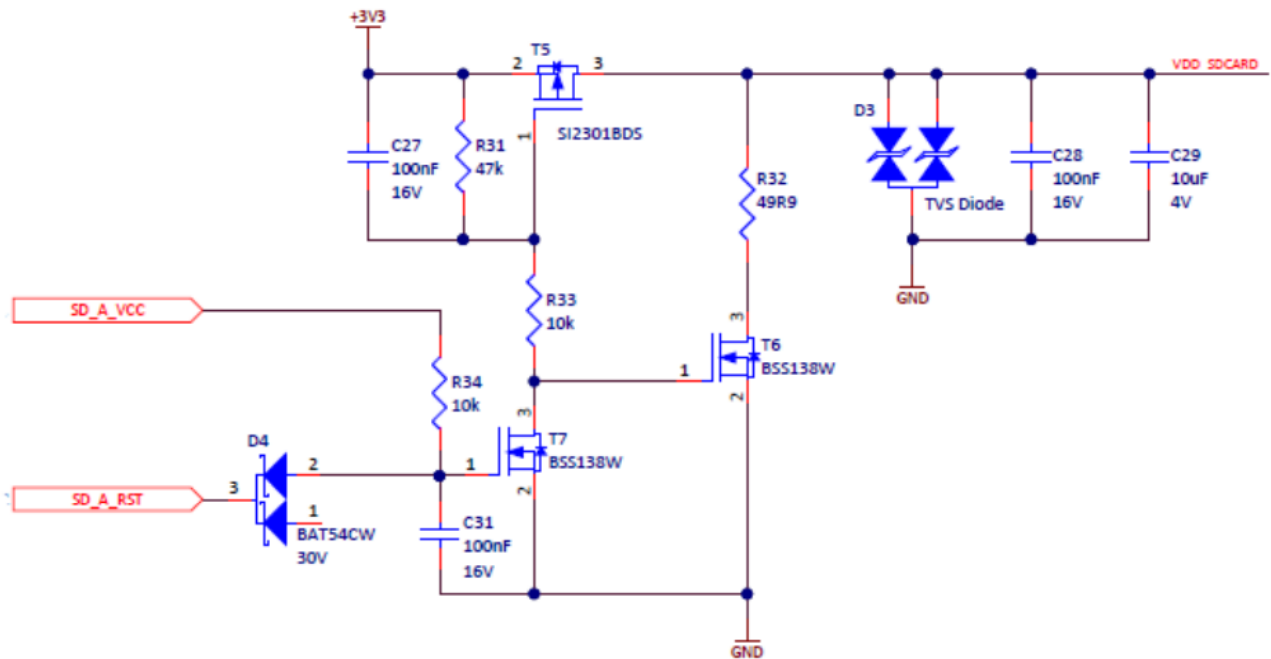 +3V3
T5
2
3
VDD_SDCARD
1
SI2301BDS
C27
100nF
16V
R31
47k
R32
49R9
D3
TVS Diode
C28
100nF
16V
C29
10uF
4V
GND
SD_A_VCC
R33
10k
R34
10k
3
T6
BSS138W
1
2
D4
3
T7
BSS138W
2
1
2
SD_A_RST
3
1
BAT54CW
30V
C31
100nF
16V
GND